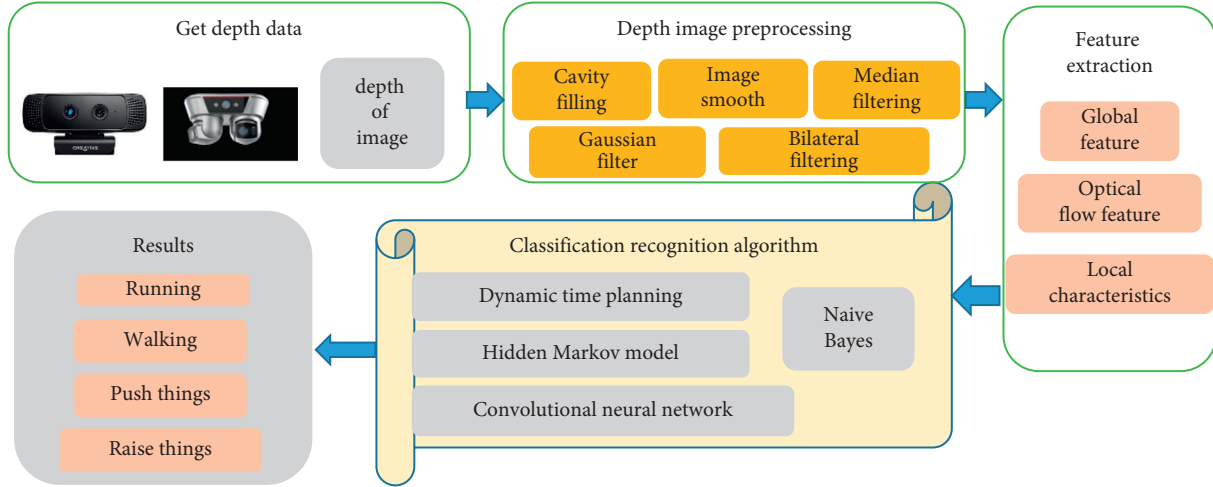 Get depth data
CREATIVE
depth
of
image
Depth image preprocessing
Cavity
filling
Image
smooth
Median
filtering
Gaussian
filter
Bilateral
filtering
Feature
extraction
Global
feature
Optical
flow feature
Local
characteristics
Classification recognition algorithm
Dynamic time planning
Hidden Markov model
Convolutional neural network
Naive
Bayes
Results
Running
Walking
Push things
Raise things